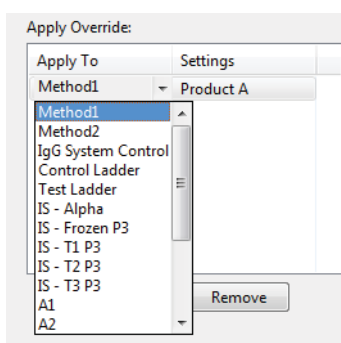 Apply Override:
Apply To Settings
Method1 Product A
Method1
Method2
IgG System Control
Control Ladder
Test Ladder
IS - Alpha
IS - Frozen P3
IS - T1 P3
IS - T2 P3
IS - T3 P3
A1
A2
Remove